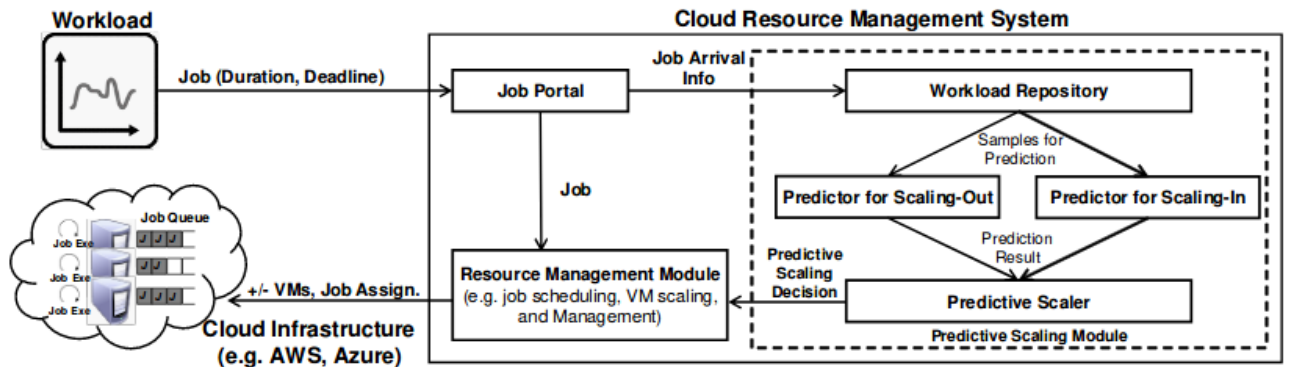 Workload
Cloud Resource Management System
Job (Duration, Deadline)
Job Portal
Job Arrival
Info
Workload Repository
Samples for
Prediction
Predictor for Scaling-Out
Predictor for Scaling-In
Job
Prediction
Result
Job Queue
Job Exe
Job Exe
Job Exe
+/- VMs, Job Assign.
Resource Management Module
(e.g. job scheduling, VM scaling,
and Management)
Predictive
Scaling
Decision
Predictive Scaler
Predictive Scaling Module
Cloud Infrastructure
(e.g. AWS, Azure)